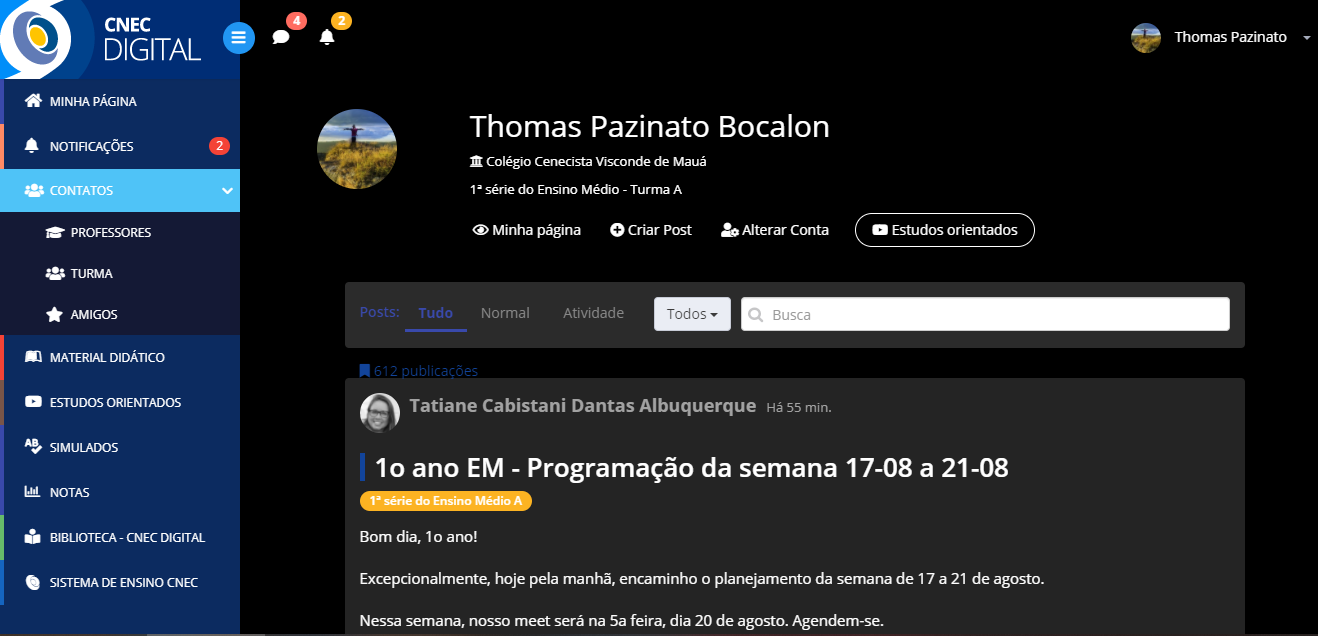 CNEC
DIGITAL
4
2
Thomas Pazinato
MINHA PÁGINA
NOTIFICAÇÕES 2
CONTATOS
PROFESSORES
TURMA
AMIGOS
MATERIAL DIDÁTICO
ESTUDOS ORIENTADOS
AB
SIMULADOS
NOTAS
BIBLIOTECA - CNEC DIGITAL
SISTEMA DE ENSINO CNEC
Thomas Pazinato Bocalon
Colégio Cenecista Visconde de Mauá
1ª série do Ensino Médio - Turma A
Minha página Criar Post Alterar Conta Estudos orientados
Posts: Tudo Normal Atividade Todos Busca
612 publicações
Tatiane Cabistani Dantas Albuquerque Há 55 min.
1o ano EM - Programação da semana 17-08 a 21-08
1ª série do Ensino Médio A
Bom dia, 1o ano!
Excepcionalmente, hoje pela manhã, encaminho o planejamento da semana de 17 a 21 de agosto.
Nessa semana, nosso meet será na 5a feira, dia 20 de agosto. Agendem-se.